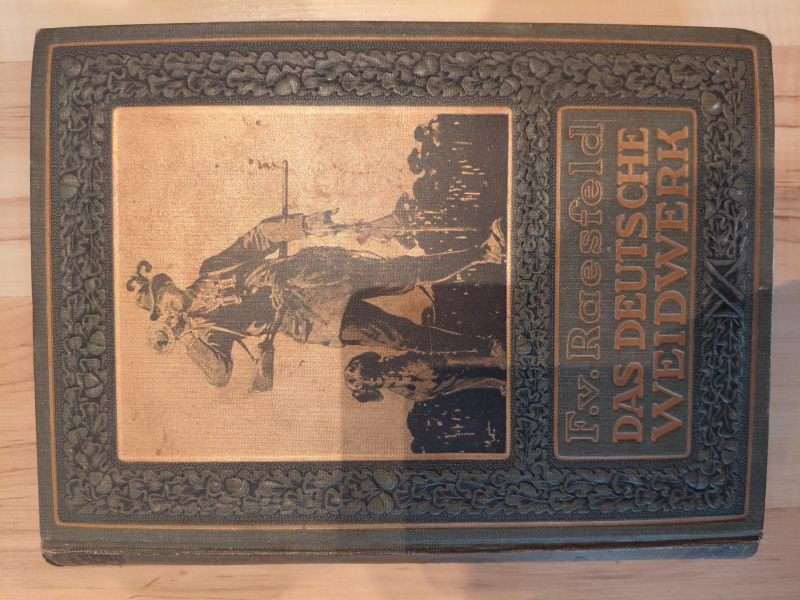 F.v. Raesfeld
DAS DEUTSCHE
WEIDWERK